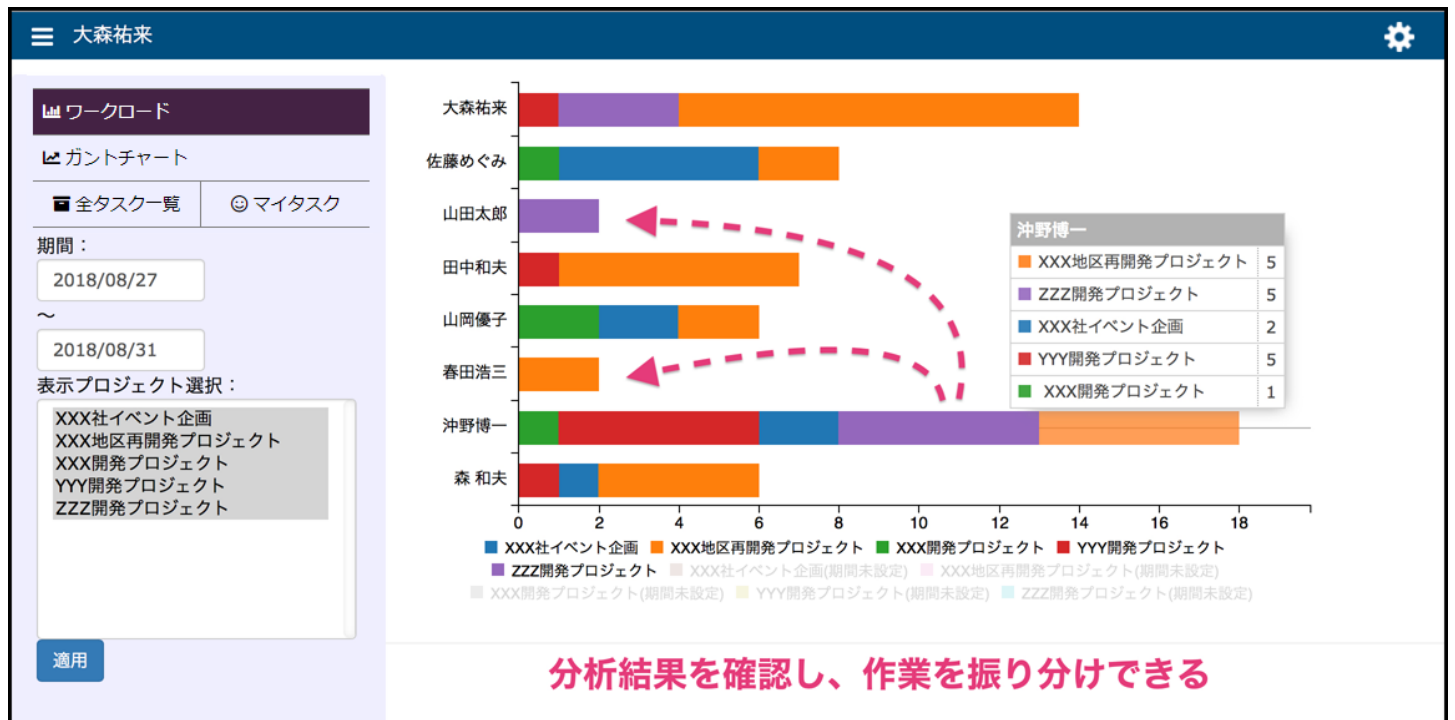 大森祐来
ワークロード
ガントチャート
全タスク一覧 マイタスク
期間：
2018/08/27
～
2018/08/31
表示プロジェクト選択：
XXX社イベント企画
XXX地区再開発プロジェクト
XXX開発プロジェクト
YYY開発プロジェクト
ZZZ開発プロジェクト
適用
大森祐来
佐藤めぐみ
山田太郎
田中和夫
山岡優子
春田浩三
沖野博一
森 和夫
0 2 4 6 8 10 12 14 16 18
沖野博一
XXX地区再開発プロジェクト 5
ZZZ開発プロジェクト 5
XXX社イベント企画 2
YYY開発プロジェクト 5
XXX開発プロジェクト 1
XXX社イベント企画 XXX地区再開発プロジェクト XXX開発プロジェクト YYY開発プロジェクト
ZZZ開発プロジェクト XXX社イベント企画(期間未設定) XXX地区再開発プロジェクト(期間未設定)
XXX開発プロジェクト(期間未設定) YYY開発プロジェクト(期間未設定) ZZZ開発プロジェクト(期間未設定)
分析結果を確認し、作業を振り分けできる